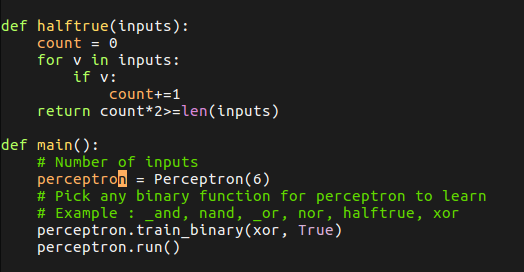 def halftrue(inputs):
    count = 0
    for v in inputs:
        if v:
            count+=1
    return count*2>=len(inputs)

def main():
    # Number of inputs
    perceptron = Perceptron(6)
    # Pick any binary function for perceptron to learn
    # Example : _and, nand, _or, nor, halftrue, xor
    perceptron.train_binary(xor, True)
    perceptron.run()